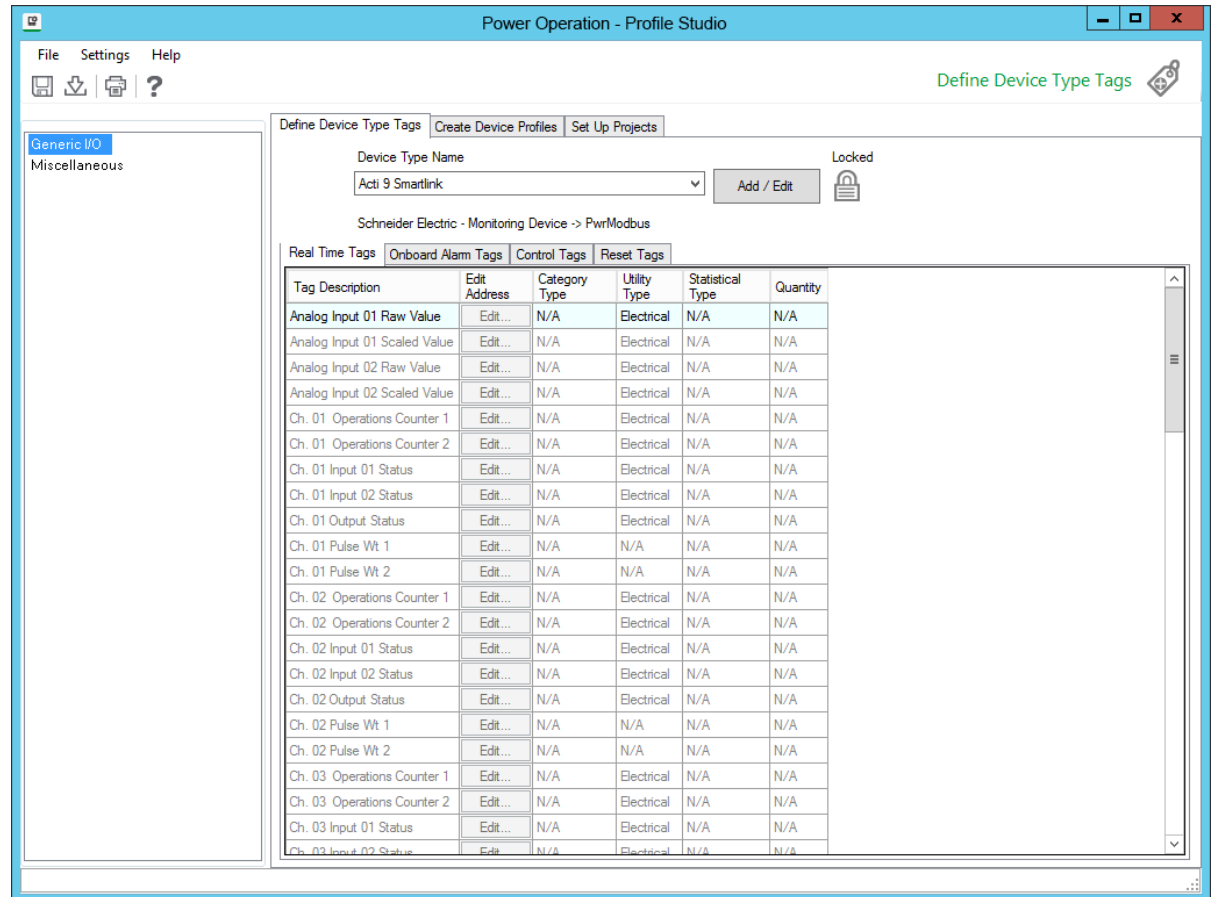 Power Operation - Profile Studio
File Settings Help
Define Device Type Tags
Generic I/O
Miscellaneous
Define Device Type Tags Create Device Profiles Set Up Projects
Device Type Name Locked
Acti 9 Smartlink Add / Edit
Schneider Electric - Monitoring Device -> PwrModbus
Real Time Tags Onboard Alarm Tags Control Tags Reset Tags
Tag Description Edit Address Category Type Utility Type Statistical Type Quantity
Analog Input 01 Raw Value Edit... N/A Electrical N/A N/A
Analog Input 01 Scaled Value Edit... N/A Electrical N/A N/A
Analog Input 02 Raw Value Edit... N/A Electrical N/A N/A
Analog Input 02 Scaled Value Edit... N/A Electrical N/A N/A
Ch. 01 Operations Counter 1 Edit... N/A Electrical N/A N/A
Ch. 01 Operations Counter 2 Edit... N/A Electrical N/A N/A
Ch. 01 Input 01 Status Edit... N/A Electrical N/A N/A
Ch. 01 Input 02 Status Edit... N/A Electrical N/A N/A
Ch. 01 Output Status Edit... N/A Electrical N/A N/A
Ch. 01 Pulse Wt 1 Edit... N/A N/A N/A N/A
Ch. 01 Pulse Wt 2 Edit... N/A N/A N/A N/A
Ch. 02 Operations Counter 1 Edit... N/A Electrical N/A N/A
Ch. 02 Operations Counter 2 Edit... N/A Electrical N/A N/A
Ch. 02 Input 01 Status Edit... N/A Electrical N/A N/A
Ch. 02 Input 02 Status Edit... N/A Electrical N/A N/A
Ch. 02 Output Status Edit... N/A Electrical N/A N/A
Ch. 02 Pulse Wt 1 Edit... N/A N/A N/A N/A
Ch. 02 Pulse Wt 2 Edit... N/A N/A N/A N/A
Ch. 03 Operations Counter 1 Edit... N/A Electrical N/A N/A
Ch. 03 Operations Counter 2 Edit... N/A Electrical N/A N/A
Ch. 03 Input 01 Status Edit... N/A Electrical N/A N/A
Ch. 03 Input 02 Status Edit... N/A Electrical N/A N/A